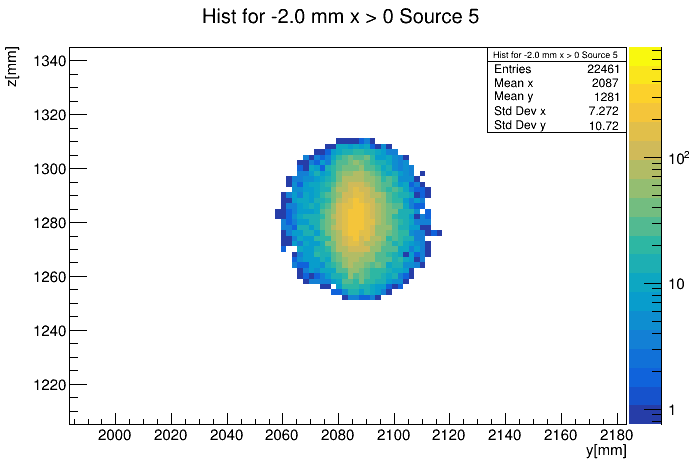 Hist for -2.0 mm x > 0 Source 5
z[mm]
1340
1320
1300
1280
1260
1240
1220
Hist for -2.0 mm x > 0 Source 5
Entries 22461
Mean x 2087
Mean y 1281
Std Dev x 7.272
Std Dev y 10.72
10²
10
1
2000 2020 2040 2060 2080 2100 2120 2140 2160 2180
y[mm]